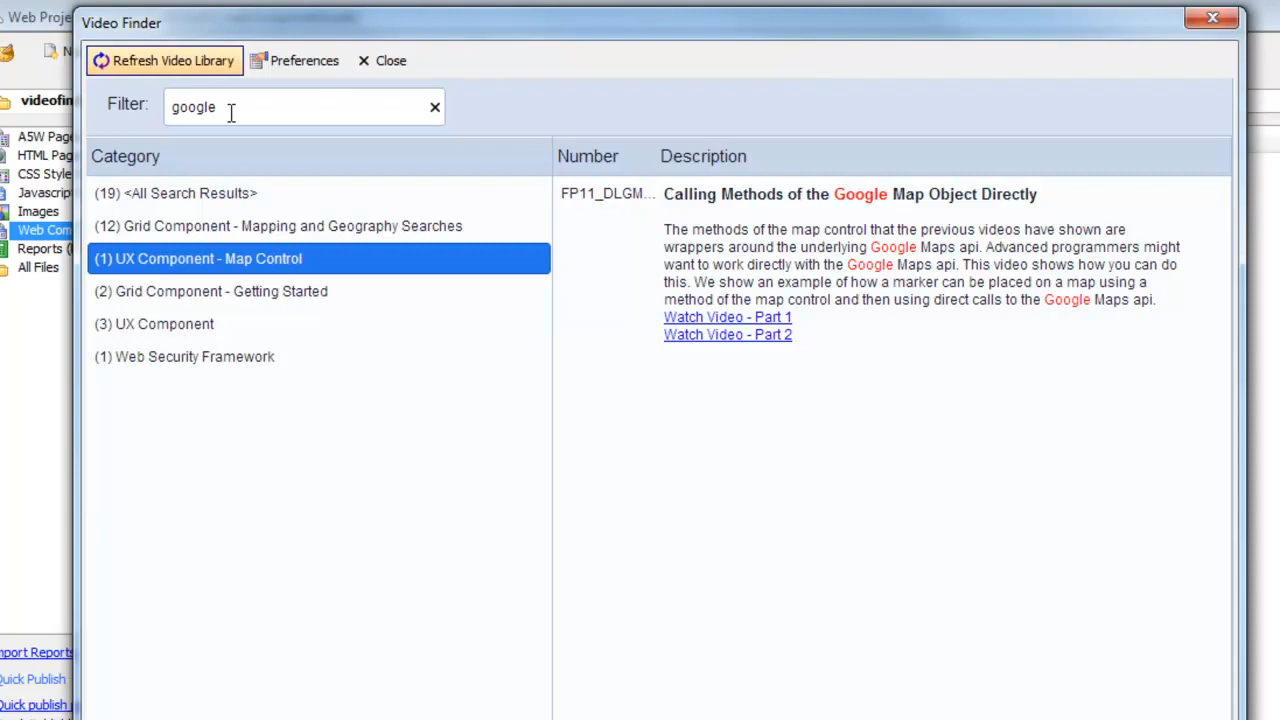 Web Proje
Video Finder
Refresh Video Library
Preferences
Close
N
videofin
Filter:
google
A5W Page
HTML Pag
CSS Style
Javascrip
Images
Web Com
Reports (
All Files
Category
Number
Description
(19) <All Search Results>
(12) Grid Component - Mapping and Geography Searches
(1) UX Component - Map Control
(2) Grid Component - Getting Started
(3) UX Component
(1) Web Security Framework
FP11_DLGM...
Calling Methods of the Google Map Object Directly
The methods of the map control that the previous videos have shown are
wrappers around the underlying Google Maps api. Advanced programmers might
want to work directly with the Google Maps api. This video shows how you can do
this. We show an example of how a marker can be placed on a map using a
method of the map control and then using direct calls to the Google Maps api.
Watch Video - Part 1
Watch Video - Part 2
mport Reports
Quick Publish
Quick publish